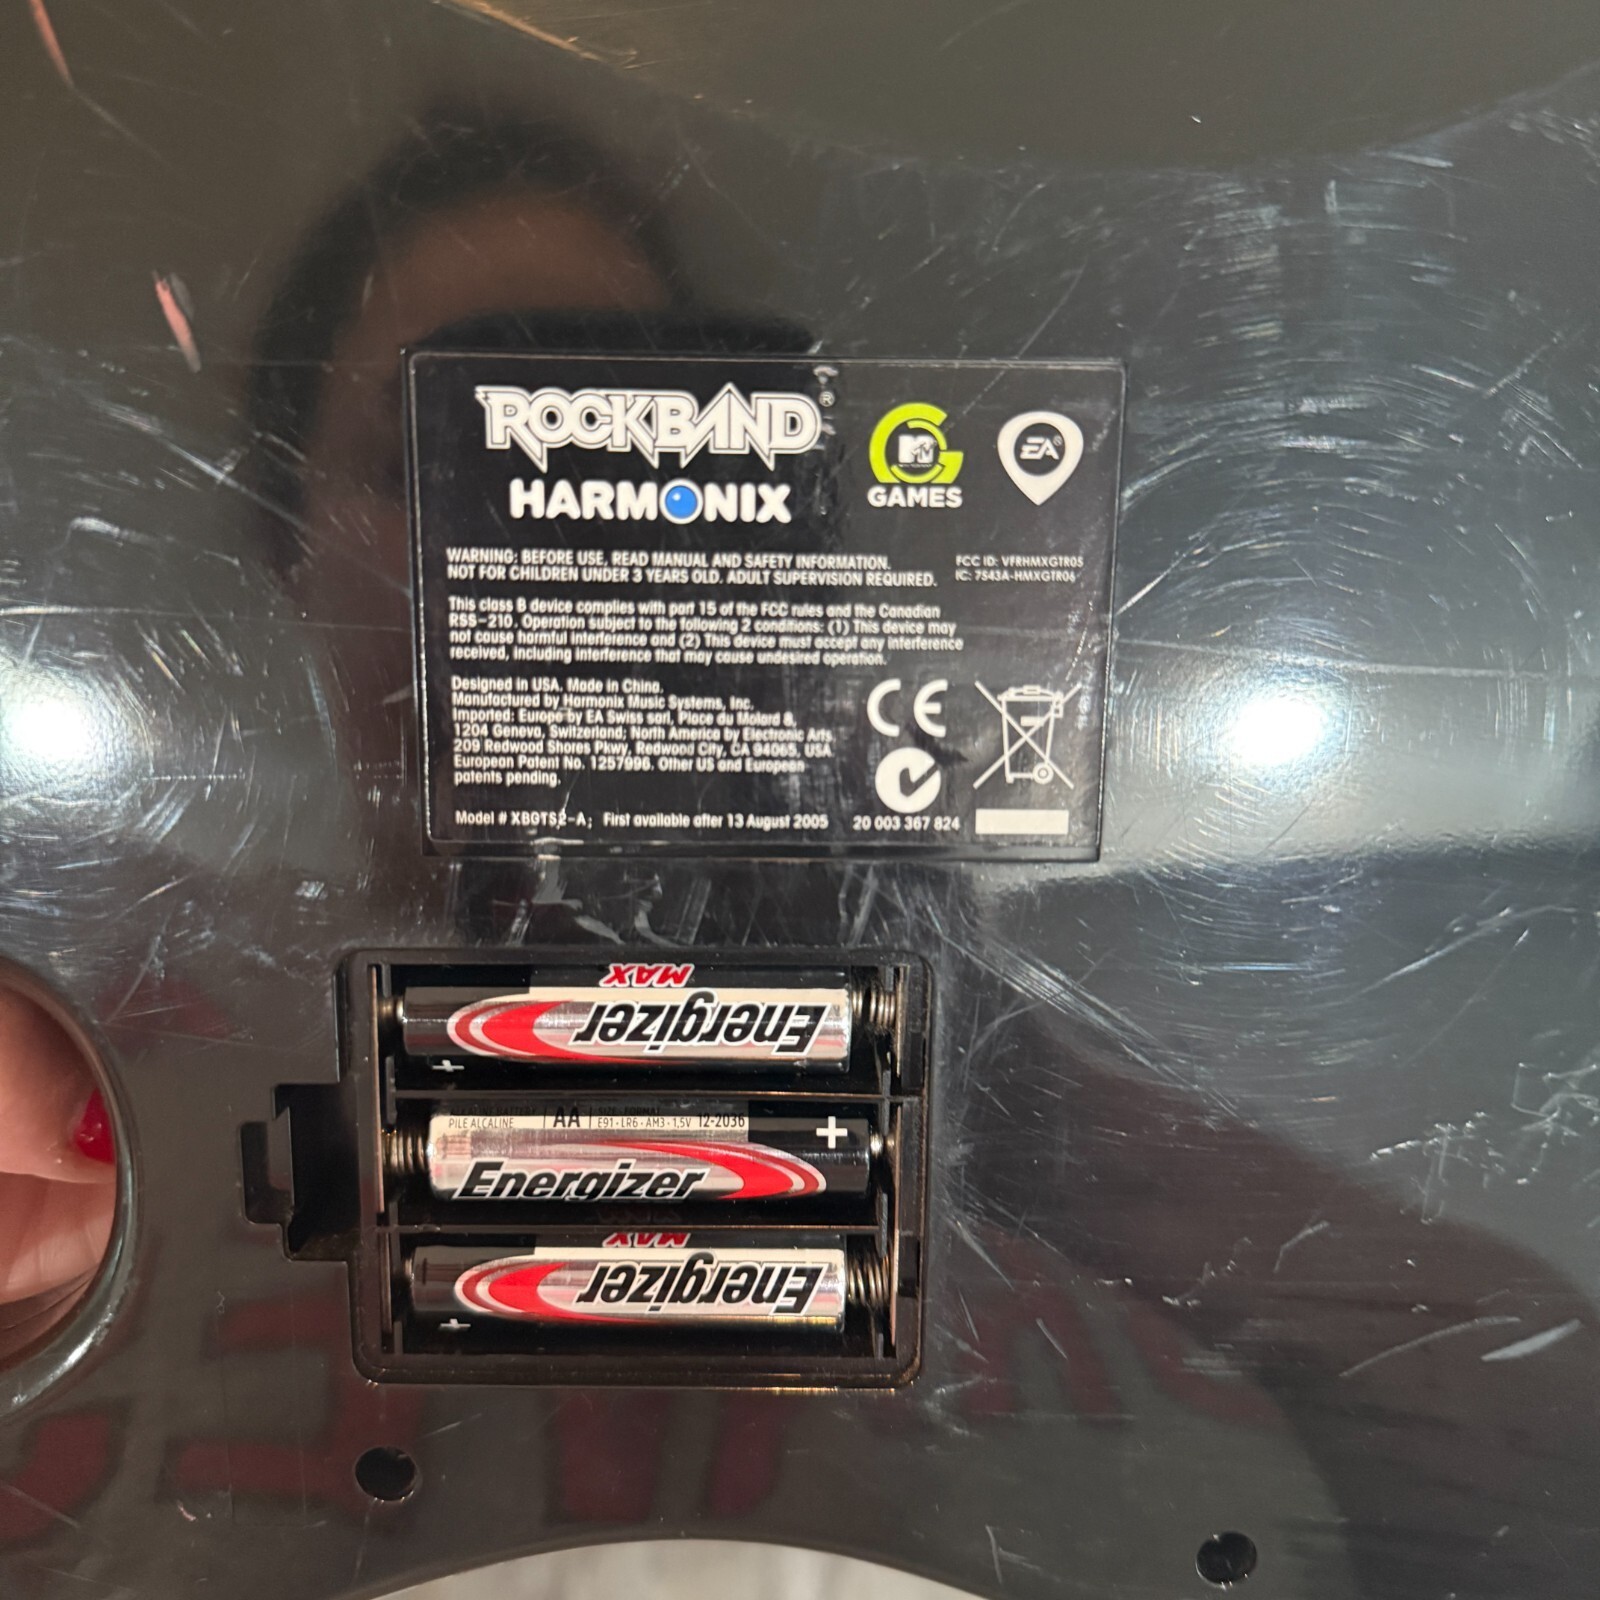 ROCKBAND®
HARMONIX
MTV
GAMES
EA®
WARNING: BEFORE USE, READ MANUAL AND SAFETY INFORMATION.
NOT FOR CHILDREN UNDER 3 YEARS OLD. ADULT SUPERVISION REQUIRED.
FCC ID: VFRHMXGTR05
IC: 7543A-HMXGTR06
This class B device complies with part 15 of the FCC rules and the Canadian
RSS-210. Operation subject to the following 2 conditions: (1) This device may
not cause harmful interference and (2) This device must accept any interference
received, including interference that may cause undesired operation.
Designed in USA. Made in China.
Manufactured by Harmonix Music Systems, Inc.
Imported: Europe by EA Swiss sarl, Place du Molard 8,
1204 Geneva, Switzerland; North America by Electronic Arts
209 Redwood Shores Pkwy, Redwood City, CA 94065, USA
European Patent No. 1257996. Other US and European
patents pending.
CE
Model # XBGTS2-A; First available after 13 August 2005
20 003 367 824
MAX
Energizer
+
ALKALINE BATTERY AA SIZE·FORMAT
PILE ALCALINE E91·LR6·AM3·1,5V 12-2036
+
Energizer
MAX
Energizer
+